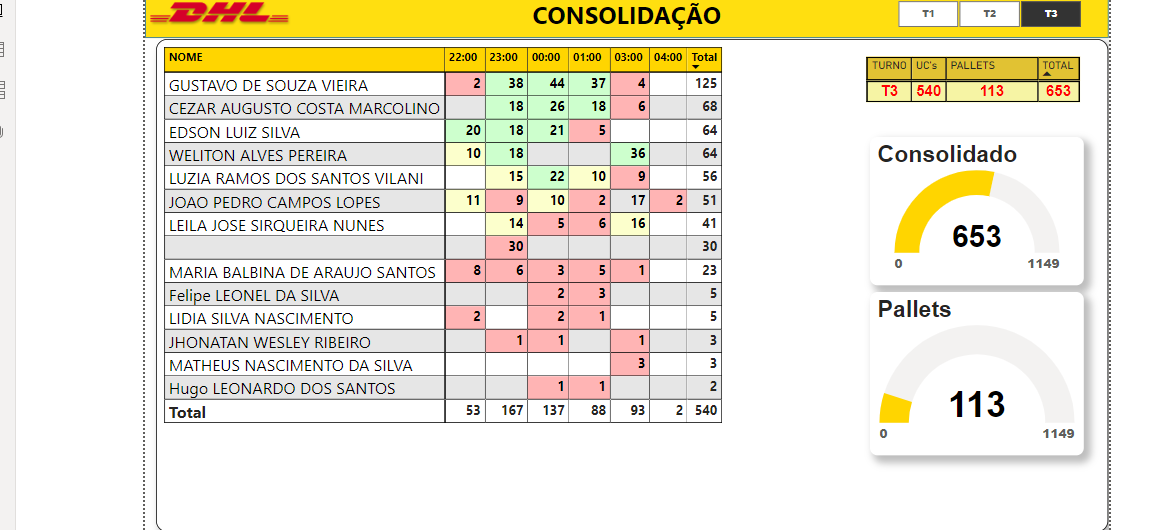 DHL CONSOLIDAÇÃO T1 T2 T3
NOME 22:00 23:00 00:00 01:00 03:00 04:00 Total
GUSTAVO DE SOUZA VIEIRA 2 38 44 37 4 125
CEZAR AUGUSTO COSTA MARCOLINO 18 26 18 6 68
EDSON LUIZ SILVA 20 18 21 5 64
WELITON ALVES PEREIRA 10 18 36 64
LUZIA RAMOS DOS SANTOS VILANI 15 22 10 9 56
JOAO PEDRO CAMPOS LOPES 11 9 10 2 17 2 51
LEILA JOSE SIRQUEIRA NUNES 14 5 6 16 41
30 30
MARIA BALBINA DE ARAUJO SANTOS 8 6 3 5 1 23
Felipe LEONEL DA SILVA 2 3 5
LIDIA SILVA NASCIMENTO 2 2 1 5
JHONATAN WESLEY RIBEIRO 1 1 1 3
MATHEUS NASCIMENTO DA SILVA 3 3
Hugo LEONARDO DOS SANTOS 1 1 2
Total 53 167 137 88 93 2 540
TURNO UC's PALLETS TOTAL
T3 540 113 653
Consolidado
653
0 1149
Pallets
113
0 1149